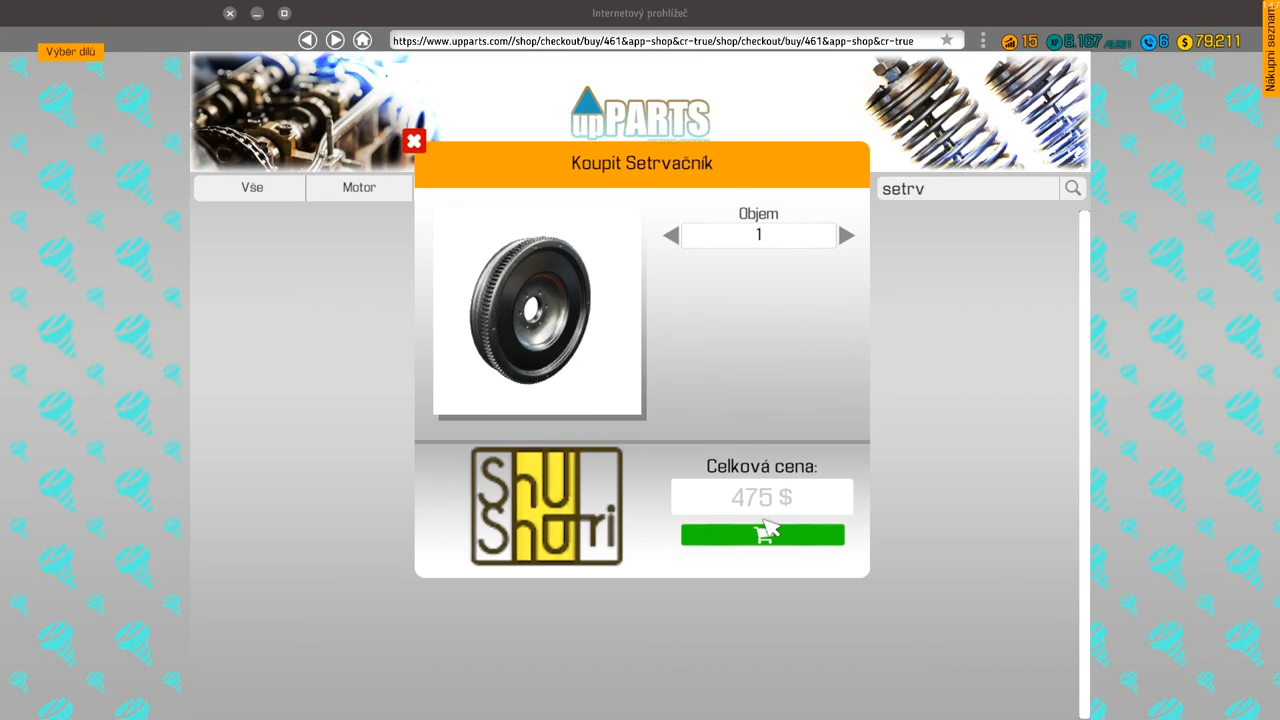 Internetový prohlížeč
https://www.upparts.com//shop/checkout/buy/461&app-shop&cr-true/shop/checkout/buy/461&app-shop&cr-true
15
8,167
6
79,211
Výběr dílů
Nákupní seznam
upPARTS
Koupit Setrvačník
Vše
Motor
setrv
Objem
1
Shu
Shurri
Celková cena:
475 $